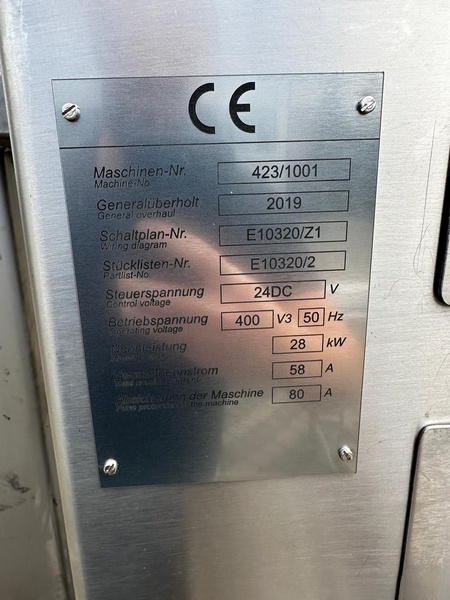 CE
Maschinen-Nr. 423/1001
Machine-No.
Generalüberholt 2019
General overhaul
Schaltplan-Nr. E10320/Z1
Wiring diagram
Stücklisten-Nr. E10320/2
Partlist-No.
Steuerspannung 24DC V
Control voltage
Betriebspannung 400 V3 50 Hz
Operating voltage
28 kW
58 A
der Maschine 80 A
the machine